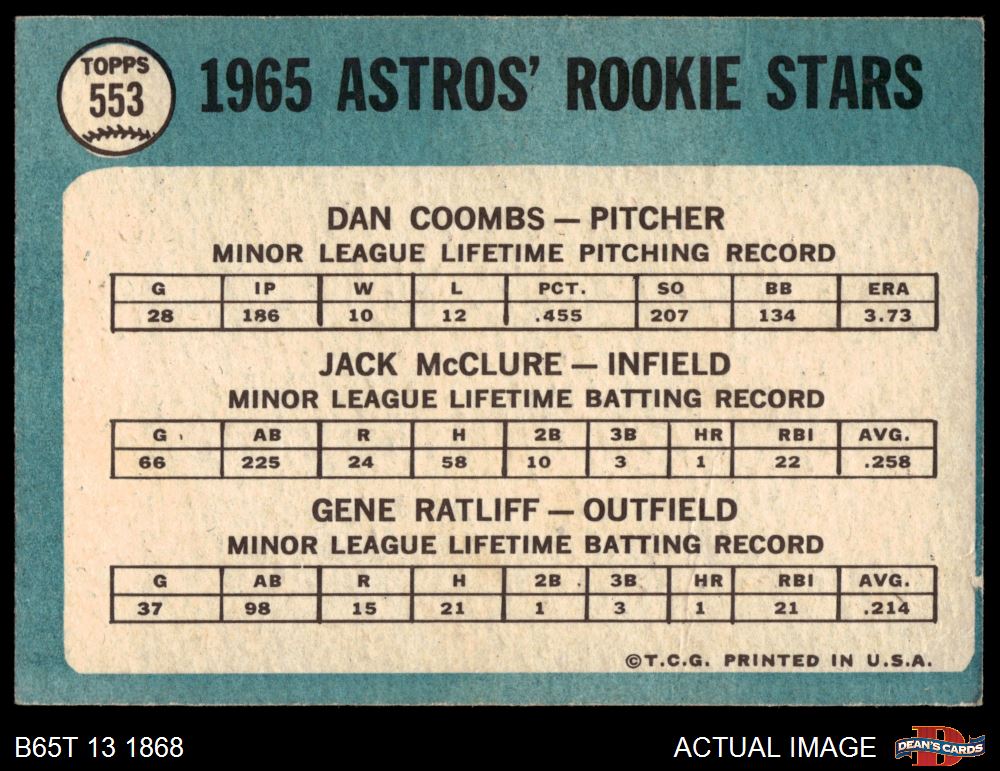 TOPPS
553
1965 ASTROS' ROOKIE STARS
DAN COOMBS — PITCHER
MINOR LEAGUE LIFETIME PITCHING RECORD
G IP W L PCT. SO BB ERA
28 186 10 12 .455 207 134 3.73
JACK McCLURE — INFIELD
MINOR LEAGUE LIFETIME BATTING RECORD
G AB R H 2B 3B HR RBI AVG.
66 225 24 58 10 3 1 22 .258
GENE RATLIFF — OUTFIELD
MINOR LEAGUE LIFETIME BATTING RECORD
G AB R H 2B 3B HR RBI AVG.
37 98 15 21 1 3 1 21 .214
©T.C.G. PRINTED IN U.S.A.
B65T 13 1868
ACTUAL IMAGE
D
DEAN'S CARDS